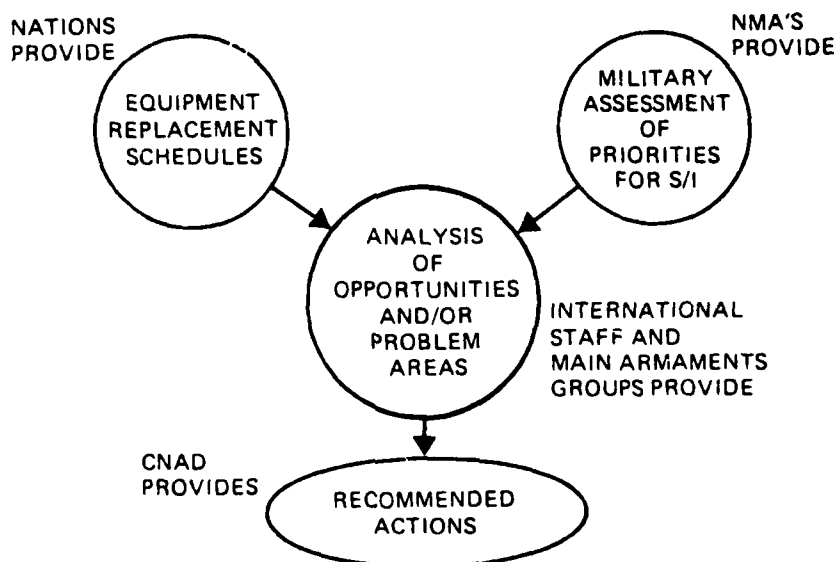 NATIONS
PROVIDE
EQUIPMENT
REPLACEMENT
SCHEDULES
NMA'S
PROVIDE
MILITARY
ASSESSMENT
OF
PRIORITIES
FOR S/I
ANALYSIS
OF
OPPORTUNITIES
AND/OR
PROBLEM
AREAS
INTERNATIONAL
STAFF AND
MAIN ARMAMENTS
GROUPS PROVIDE
CNAD
PROVIDES
RECOMMENDED
ACTIONS